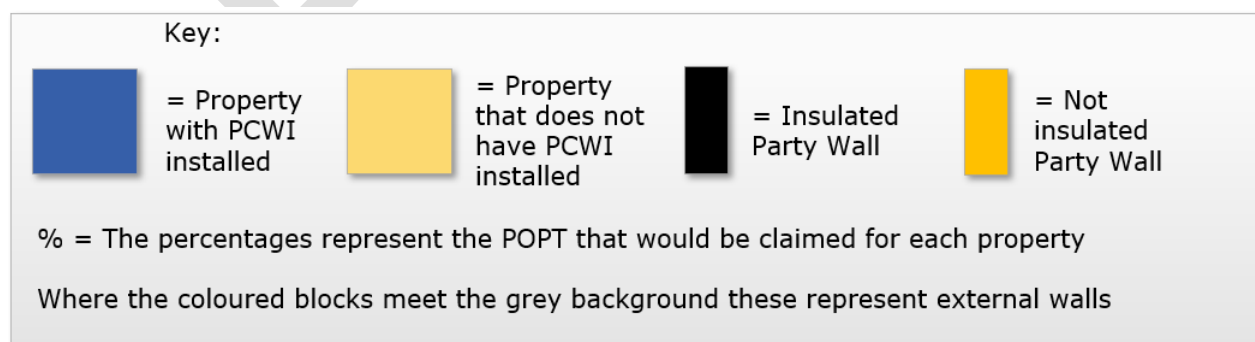 Key:
= Property
with PCWI
installed
= Property
that does not
have PCWI
installed
= Insulated
Party Wall
= Not
insulated
Party Wall
% = The percentages represent the POPT that would be claimed for each property
Where the coloured blocks meet the grey background these represent external walls